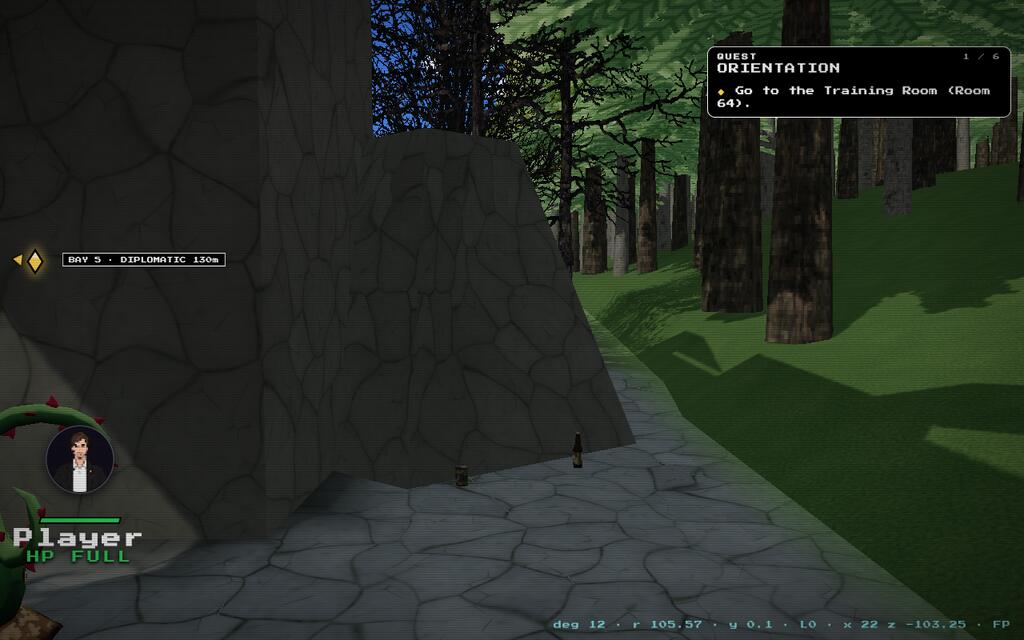 QUEST
1 / 6
ORIENTATION
Go to the Training Room (Room
64).
BAY 5 · DIPLOMATIC 130m
Player
HP FULL
deg 12 · r 105.57 · y 0.1 · L0 · x 22 z -103.25 · FP